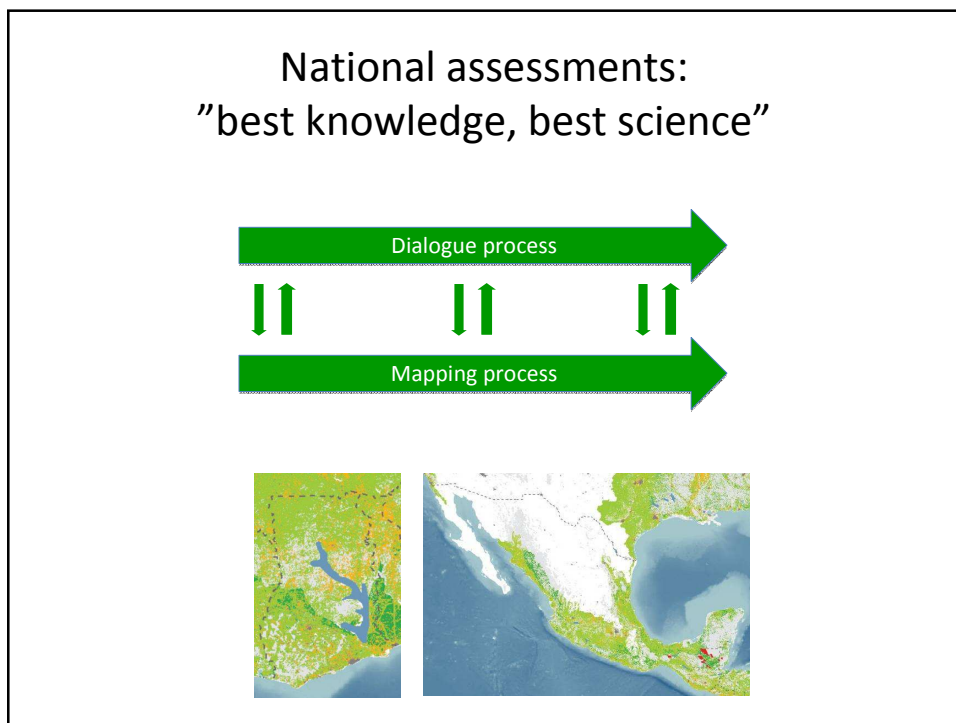 National assessments:
”best knowledge, best science”
Dialogue process
Mapping process